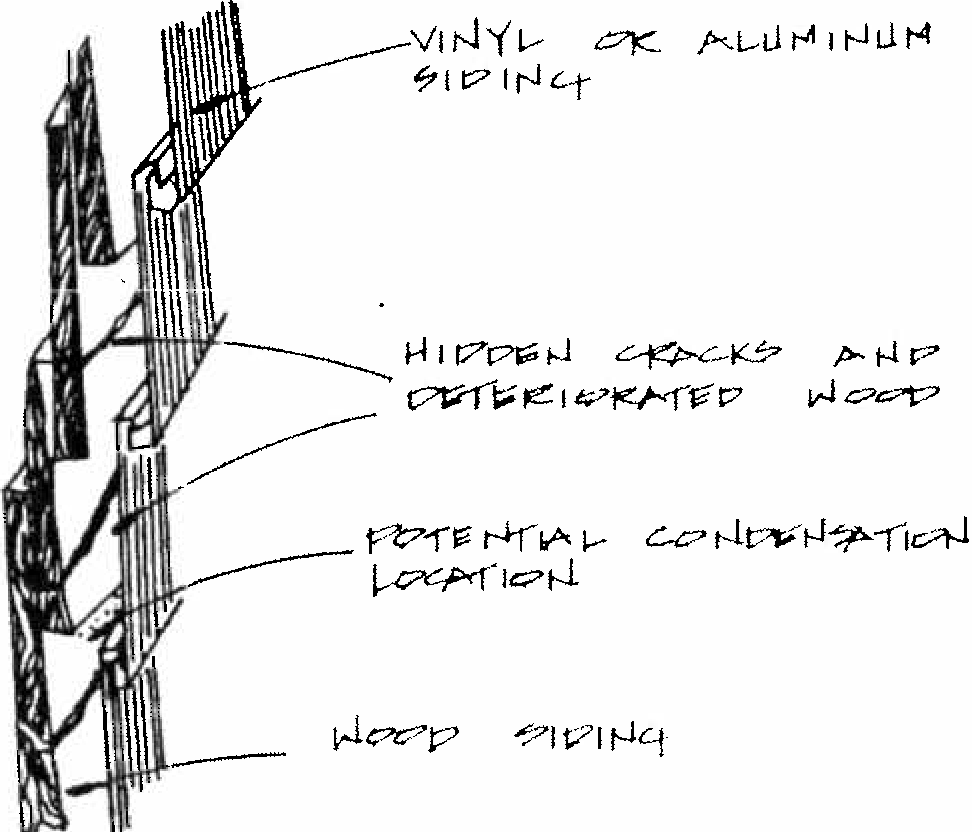 VINYL OR ALUMINUM
SIDING
HIDDEN CRACKS AND
DETERIORATED WOOD
POTENTIAL CONDENSATION
LOCATION
WOOD SIDING